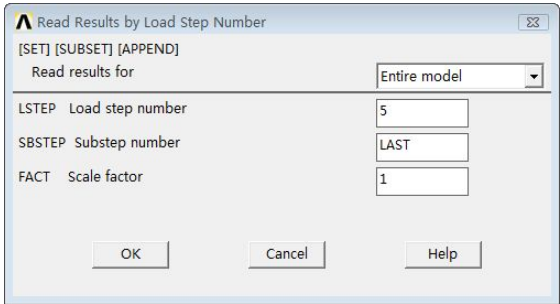 Read Results by Load Step Number
[SET] [SUBSET] [APPEND]
Read results for Entire model
LSTEP Load step number 5
SBSTEP Substep number LAST
FACT Scale factor 1
OK Cancel Help